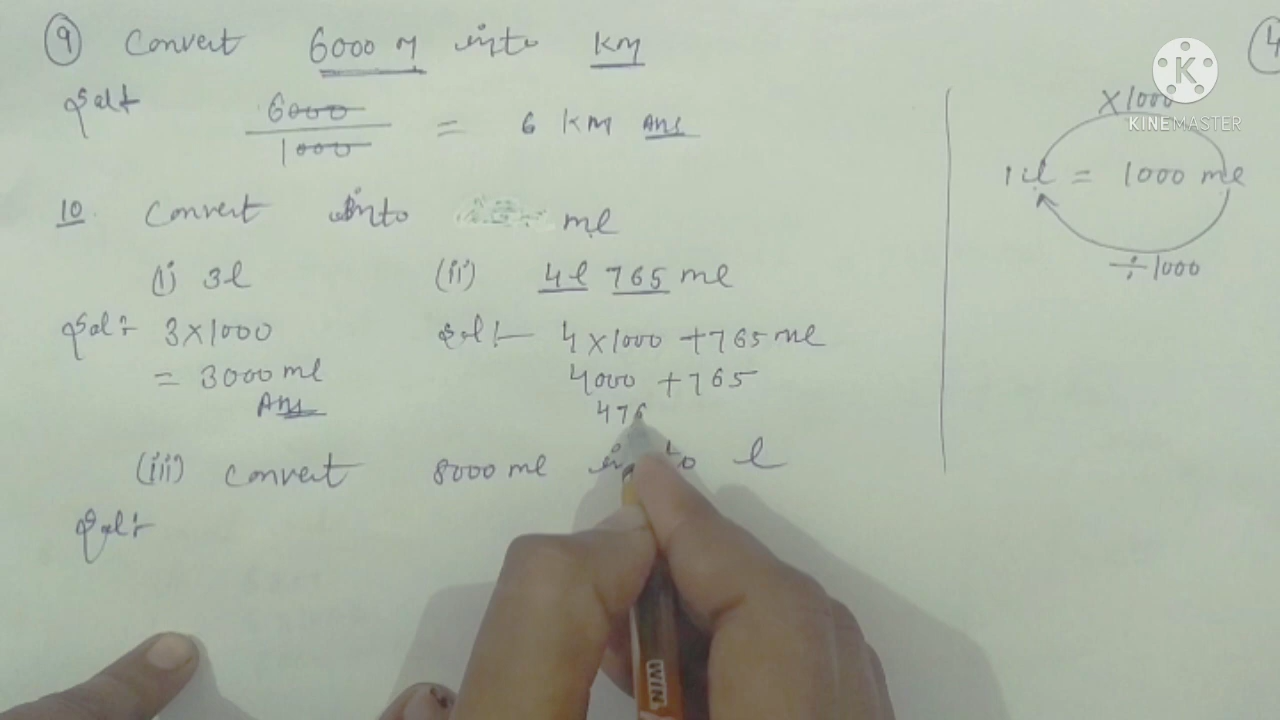 9 Convert 6000 M into KM
Sol:- 6000 / 1000 = 6 KM Ans
10. Convert into ml
(i) 3l (ii) 4l 765 ml
Sol:- 3×1000 Sol:- 4×1000 +765 ml
= 3000 ml 4000 +765
Ans 476
(iii) Convert 8000 ml into l
Sol:-
4
×1000
1l = 1000 ml
÷1000
K
KINEMASTER
WIN